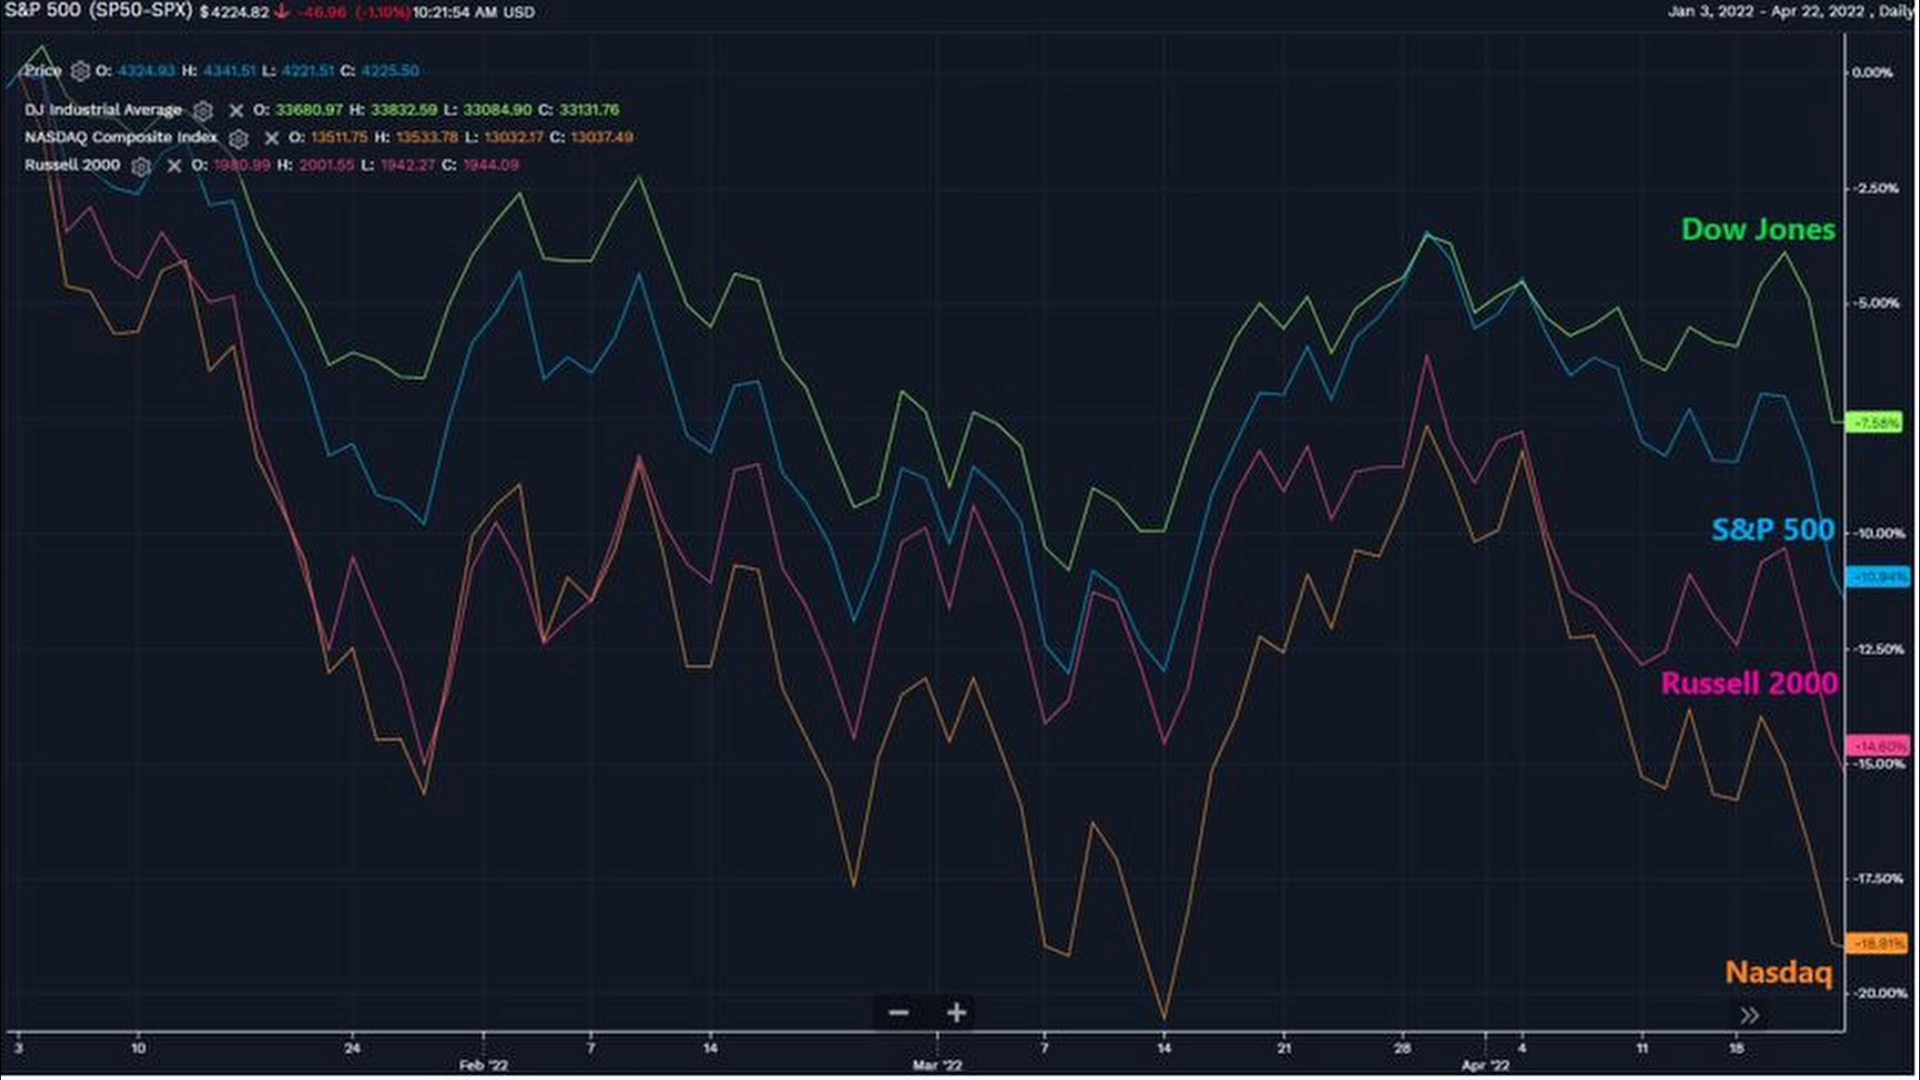 S&P 500 (SP50-SPX) $4224.82 ↓ -46.96 (-1.10%) 10:21:54 AM USD
Jan 3, 2022 - Apr 22, 2022 , Daily
Price O: 4324.93 H: 4341.51 L: 4221.51 C: 4225.50
DJ Industrial Average O: 33680.97 H: 33832.59 L: 33084.90 C: 33131.76
NASDAQ Composite Index O: 13511.75 H: 13533.78 L: 13032.17 C: 13037.49
Russell 2000 O: 1980.99 H: 2001.55 L: 1942.27 C: 1944.09
0.00%
-2.50%
Dow Jones
-5.00%
-7.58%
S&P 500
-10.00%
-10.94%
-12.50%
Russell 2000
-14.60%
-15.00%
-17.50%
-18.91%
Nasdaq
-20.00%
3 10 24 7 14 7 14 21 28 4 11 18
Feb '22 Mar '22 Apr '22